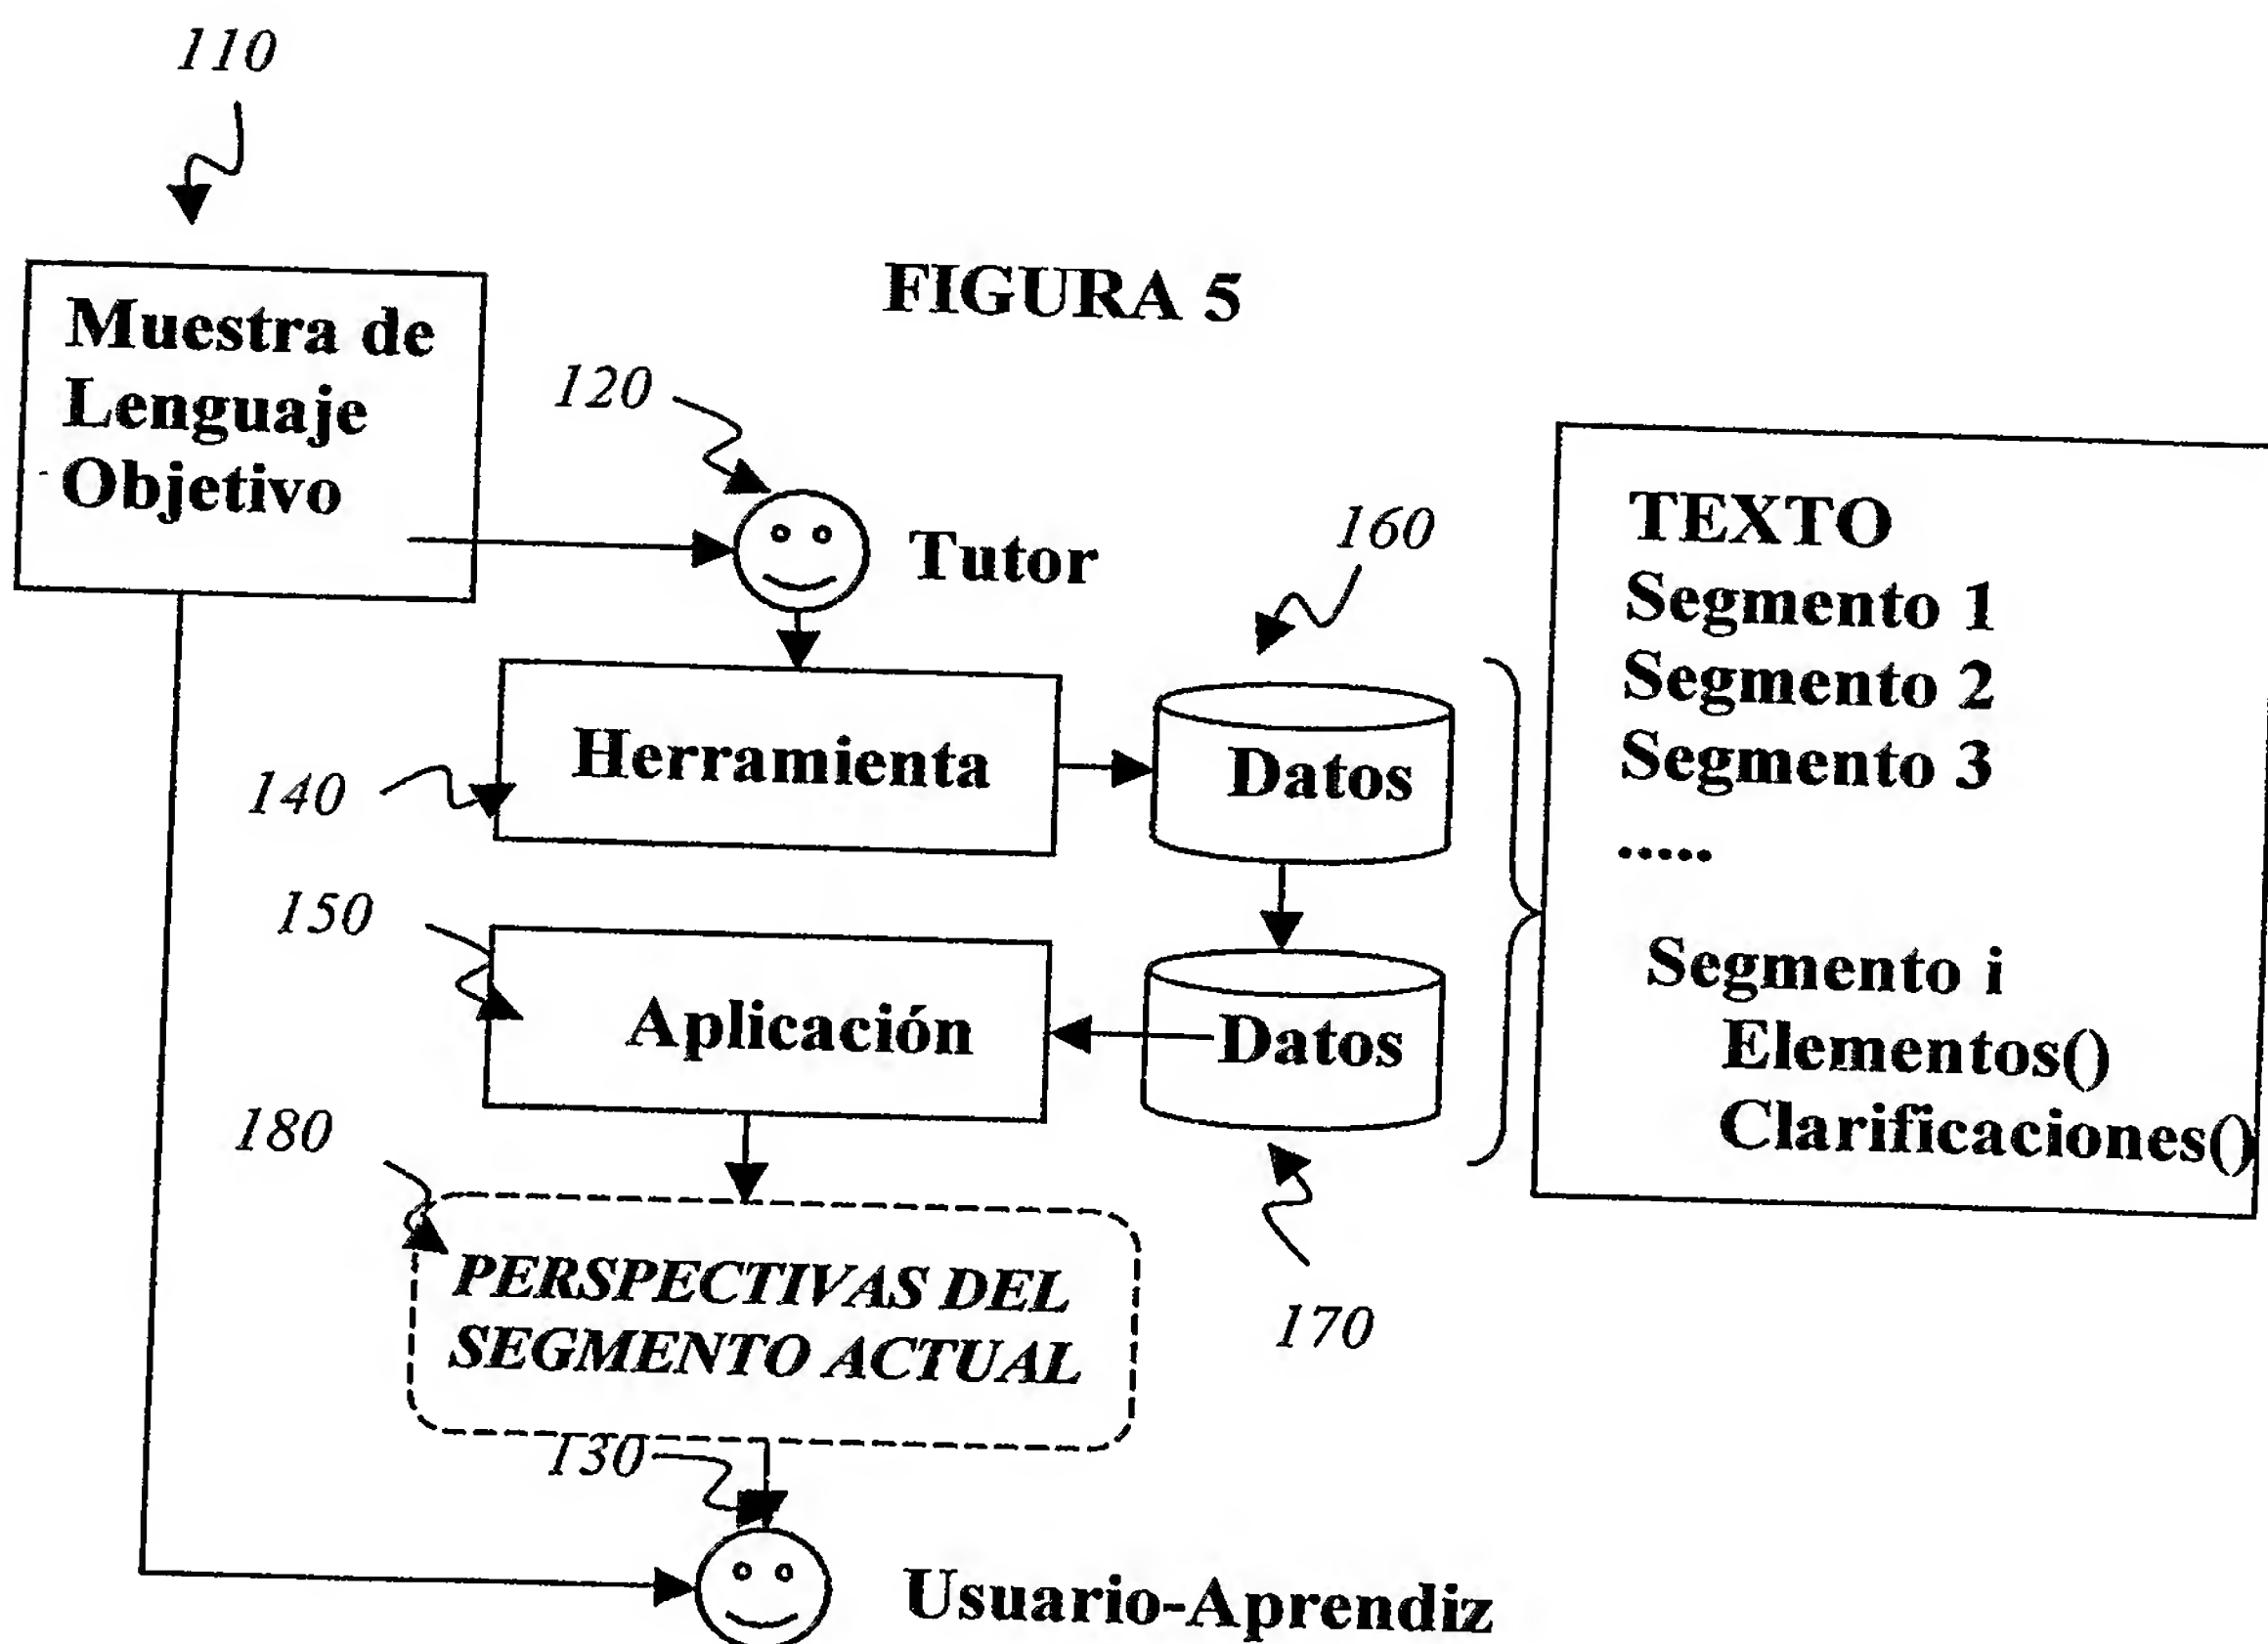 110
FIGURA 5
Muestra de
Lenguaje
Objetivo
120
Tutor
160
TEXTO
Segmento 1
Segmento 2
Segmento 3
.....
Segmento i
Elementos()
Clarificaciones()
Herramienta
Datos
140
150
Aplicación
Datos
180
PERSPECTIVAS DEL
SEGMENTO ACTUAL
170
130
Usuario-Aprendiz